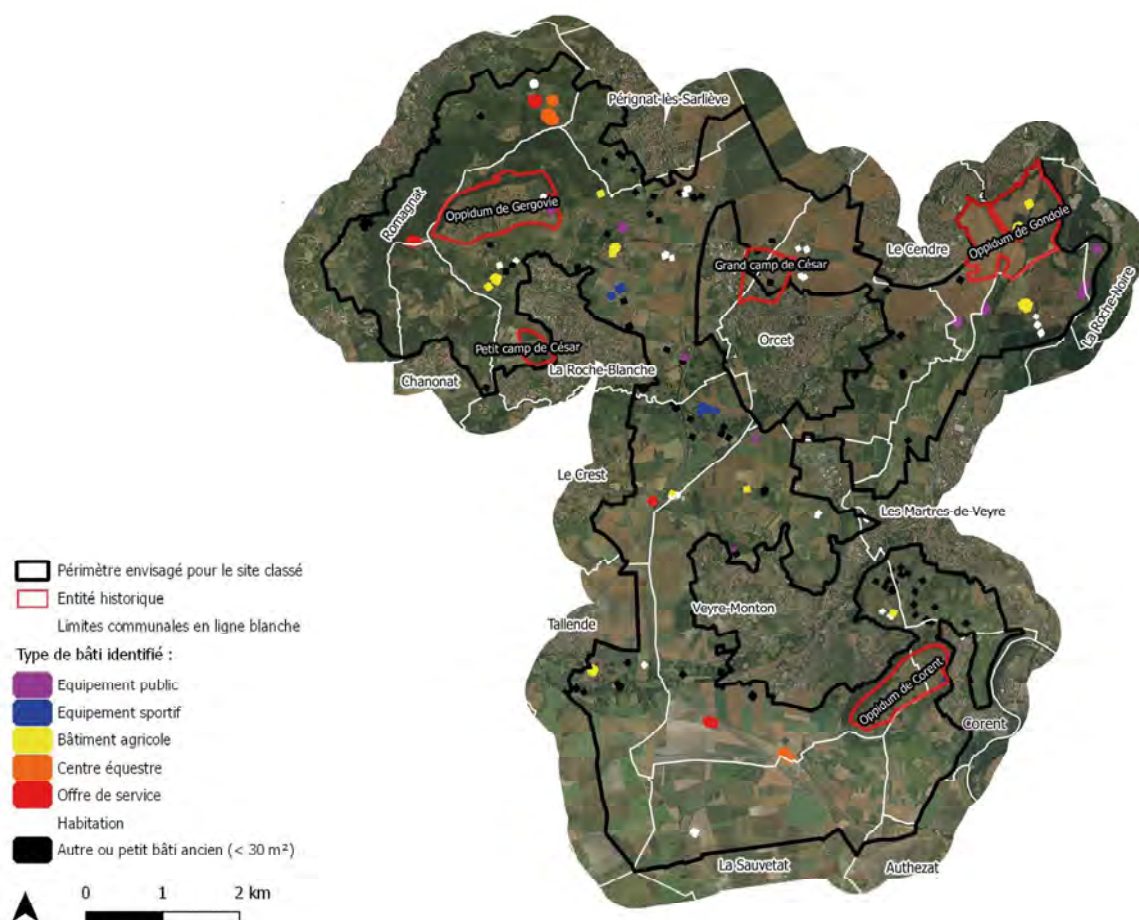 Pérignat-lès-Sarliève
Romagnat
Oppidum de Gergovie
Le Cendre
Oppidum de Gondole
Grand camp de César
La Roche-Noire
Orcet
Petit camp de César
La Roche-Blanche
Chanonat
Le Crest
Les Martres-de-Veyre
Veyre-Monton
Tallende
Oppidum de Corent
Corent
La Sauvetat
Authezat
Périmètre envisagé pour le site classé
Entité historique
Limites communales en ligne blanche
Type de bâti identifié :
Equipement public
Equipement sportif
Bâtiment agricole
Centre équestre
Offre de service
Habitation
Autre ou petit bâti ancien (< 30 m²)
0 1 2 km